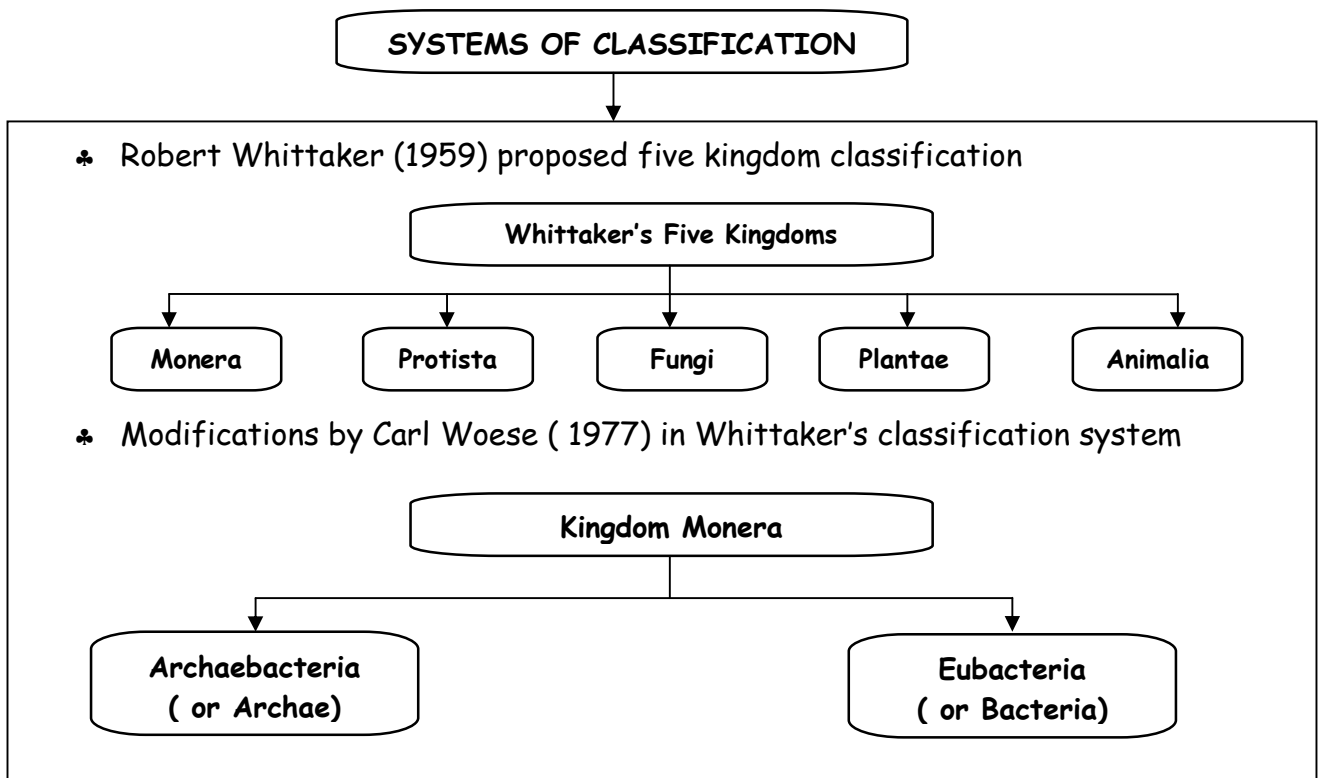 SYSTEMS OF CLASSIFICATION
♣ Robert Whittaker (1959) proposed five kingdom classification
Whittaker's Five Kingdoms
Monera Protista Fungi Plantae Animalia
♣ Modifications by Carl Woese ( 1977) in Whittaker's classification system
Kingdom Monera
Archaebacteria
( or Archae)
Eubacteria
( or Bacteria)